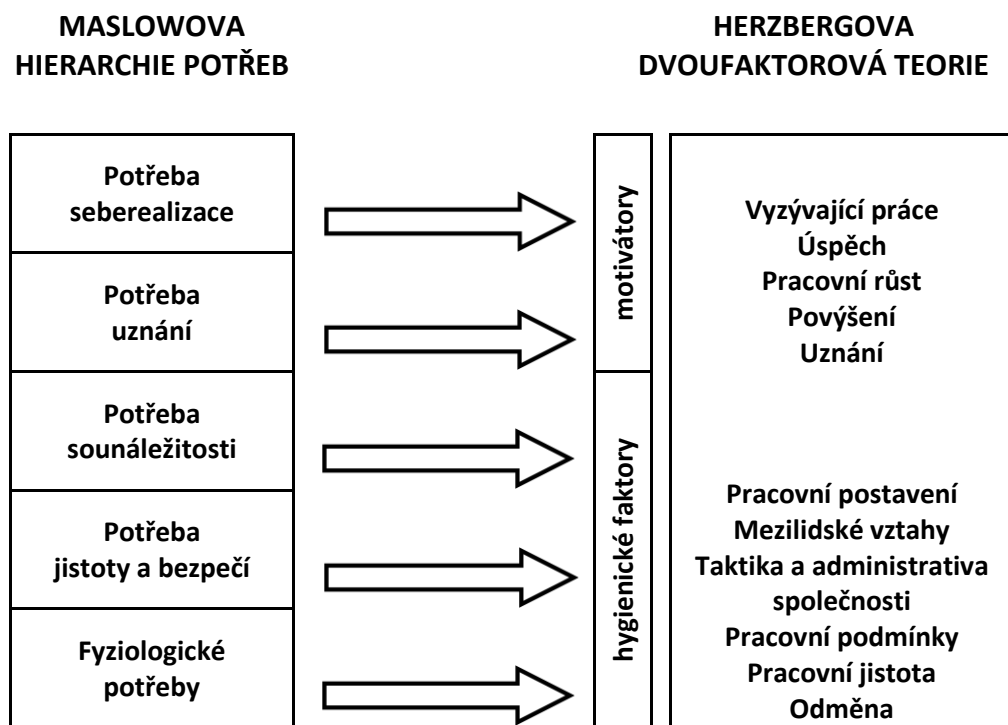 MASLOWOVA
HIERARCHIE POTŘEB
HERZBERGOVA
DVOUFAKTOROVÁ TEORIE
Potřeba
seberealizace
Potřeba
uznání
Potřeba
sounáležitosti
Potřeba
jistoty a bezpečí
Fyziologické
potřeby
motivátory
hygienické faktory
Vyzývající práce
Úspěch
Pracovní růst
Povýšení
Uznání
Pracovní postavení
Mezilidské vztahy
Taktika a administrativa
společnosti
Pracovní podmínky
Pracovní jistota
Odměna